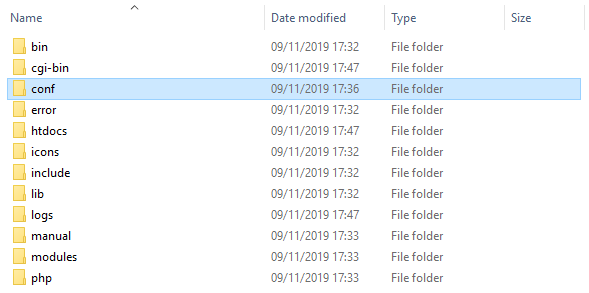 Name Date modified Type Size
bin 09/11/2019 17:32 File folder
cgi-bin 09/11/2019 17:47 File folder
conf 09/11/2019 17:36 File folder
error 09/11/2019 17:32 File folder
htdocs 09/11/2019 17:47 File folder
icons 09/11/2019 17:32 File folder
include 09/11/2019 17:32 File folder
lib 09/11/2019 17:32 File folder
logs 09/11/2019 17:47 File folder
manual 09/11/2019 17:33 File folder
modules 09/11/2019 17:33 File folder
php 09/11/2019 17:33 File folder